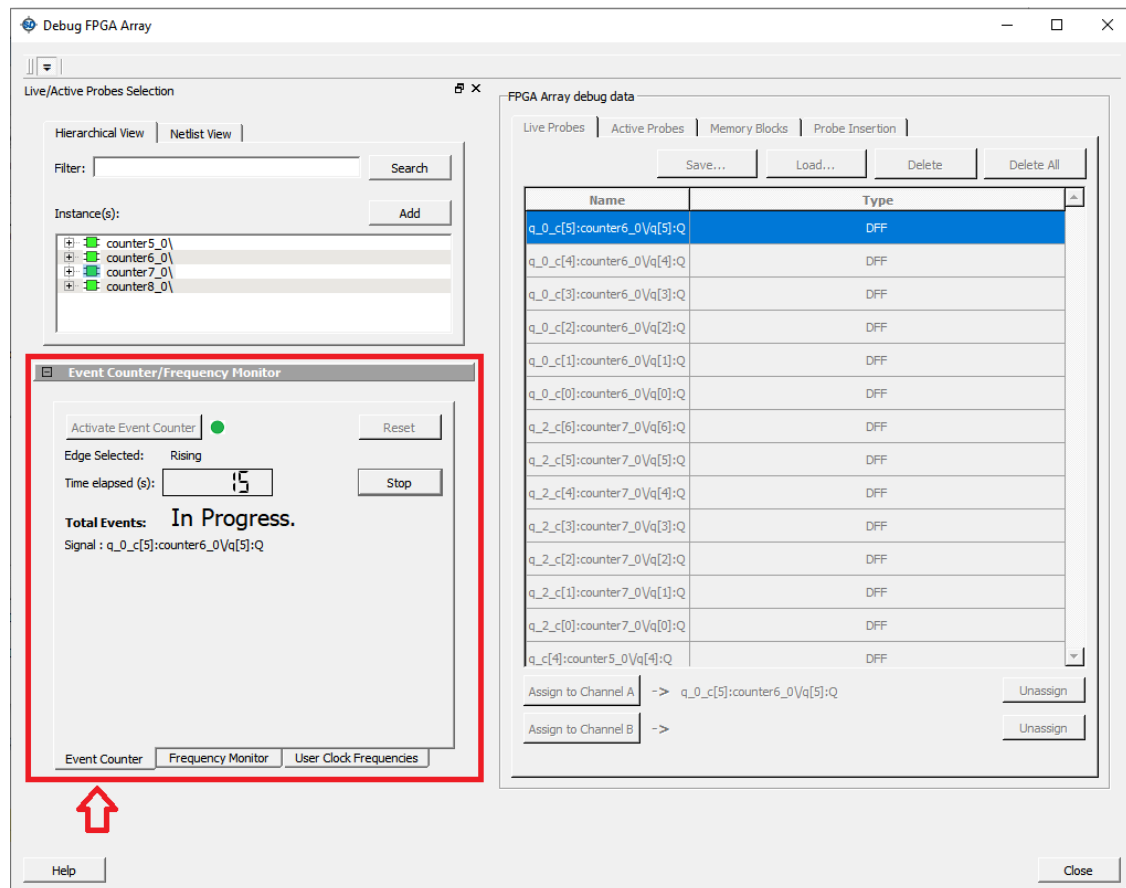 Debug FPGA Array
Live/Active Probes Selection
Hierarchical View Netlist View
Filter: Search
Instance(s): Add
counter5_0\
counter6_0\
counter7_0\
counter8_0\
Event Counter/Frequency Monitor
Activate Event Counter Reset
Edge Selected: Rising
Time elapsed (s): 15 Stop
Total Events: In Progress.
Signal : q_0_c[5]:counter6_0\/q[5]:Q
Event Counter Frequency Monitor User Clock Frequencies
FPGA Array debug data
Live Probes Active Probes Memory Blocks Probe Insertion
Save... Load... Delete Delete All
Name Type
q_0_c[5]:counter6_0\/q[5]:Q DFF
q_0_c[4]:counter6_0\/q[4]:Q DFF
q_0_c[3]:counter6_0\/q[3]:Q DFF
q_0_c[2]:counter6_0\/q[2]:Q DFF
q_0_c[1]:counter6_0\/q[1]:Q DFF
q_0_c[0]:counter6_0\/q[0]:Q DFF
q_2_c[6]:counter7_0\/q[6]:Q DFF
q_2_c[5]:counter7_0\/q[5]:Q DFF
q_2_c[4]:counter7_0\/q[4]:Q DFF
q_2_c[3]:counter7_0\/q[3]:Q DFF
q_2_c[2]:counter7_0\/q[2]:Q DFF
q_2_c[1]:counter7_0\/q[1]:Q DFF
q_2_c[0]:counter7_0\/q[0]:Q DFF
q_c[4]:counter5_0\/q[4]:Q DFF
Assign to Channel A -> q_0_c[5]:counter6_0\/q[5]:Q Unassign
Assign to Channel B -> Unassign
Help Close